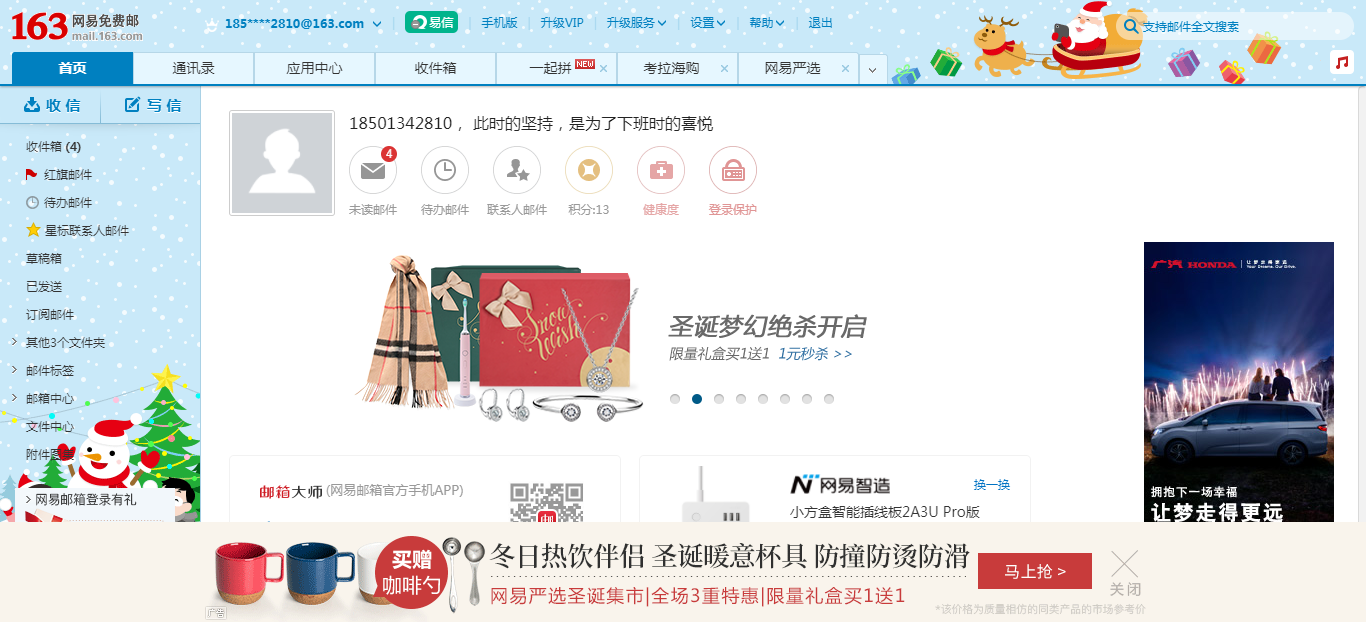 163 网易免费邮 mail.163.com
185****2810@163.com 易信 手机版 升级VIP 升级服务 设置 帮助 退出
支持邮件全文搜索
首页 通讯录 应用中心 收件箱 一起拼 NEW 考拉海购 网易严选
收信 写信
收件箱 (4)
红旗邮件
待办邮件
星标联系人邮件
草稿箱
已发送
订阅邮件
其他3个文件夹
邮件标签
邮箱中心
文件中心
附件
网易邮箱登录有礼
18501342810， 此时的坚持，是为了下班时的喜悦
4
未读邮件 待办邮件 联系人邮件 积分:13 健康度 登录保护
Snow Wish
圣诞梦幻绝杀开启
限量礼盒买1送1 1元秒杀 >>
广汽 HONDA 让梦走得更远
Your Dreams. Our Drive.
拥抱下一场幸福
让梦走得更远
邮箱大师 (网易邮箱官方手机APP)
网易智造 换一换
小方盒智能插线板2A3U Pro版
买赠
咖啡勺
冬日热饮伴侣 圣诞暖意杯具 防撞防烫防滑
网易严选圣诞集市|全场3重特惠|限量礼盒买1送1
马上抢 >
关闭
广告
*该价格为质量相仿的同类产品的市场参考价